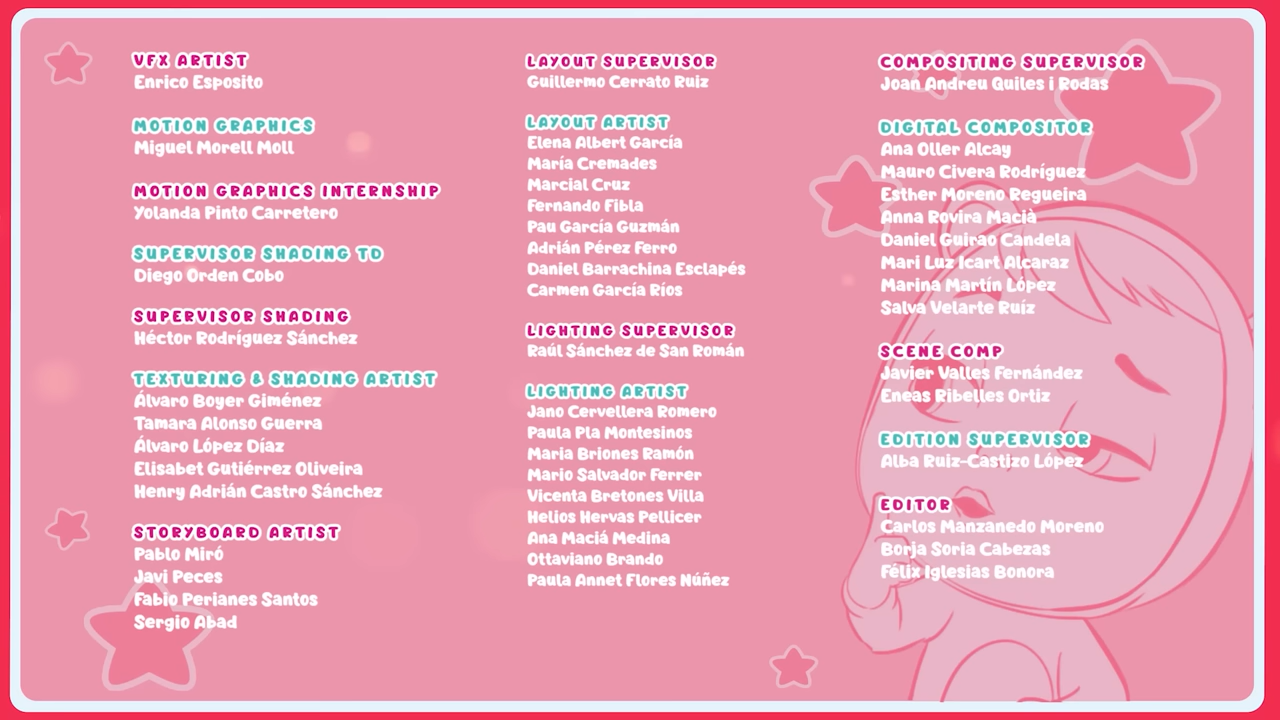 VFX ARTIST
Enrico Esposito
MOTION GRAPHICS
Miguel Morell Moll
MOTION GRAPHICS INTERNSHIP
Yolanda Pinto Carretero
SUPERVISOR SHADING TD
Diego Orden Cobo
SUPERVISOR SHADING
Héctor Rodríguez Sánchez
TEXTURING & SHADING ARTIST
Álvaro Boyer Giménez
Tamara Alonso Guerra
Álvaro López Díaz
Elisabet Gutiérrez Oliveira
Henry Adrián Castro Sánchez
STORYBOARD ARTIST
Pablo Miró
Javi Peces
Fabio Perianes Santos
Sergio Abad
LAYOUT SUPERVISOR
Guillermo Cerrato Ruiz
LAYOUT ARTIST
Elena Albert García
María Cremades
Marcial Cruz
Fernando Fibla
Pau García Guzmán
Adrián Pérez Ferro
Daniel Barrachina Esclapés
Carmen García Ríos
LIGHTING SUPERVISOR
Raúl Sánchez de San Román
LIGHTING ARTIST
Jano Cervellera Romero
Paula Pla Montesinos
María Briones Ramón
Mario Salvador Ferrer
Vicenta Bretones Villa
Helios Hervas Pellicer
Ana Maciá Medina
Ottaviano Brando
Paula Annet Flores Núñez
COMPOSITING SUPERVISOR
Joan Andreu Quiles i Rodas
DIGITAL COMPOSITOR
Ana Oller Alcay
Mauro Civera Rodríguez
Esther Moreno Regueira
Anna Rovira Macià
Daniel Guirao Candela
Mari Luz Icart Alcaraz
Marina Martín López
Salva Velarte Ruíz
SCENE COMP
Javier Valles Fernández
Eneas Ribelles Ortiz
EDITION SUPERVISOR
Alba Ruiz-Castizo López
EDITOR
Carlos Manzanedo Moreno
Borja Soria Cabezas
Félix Iglesias Bonora